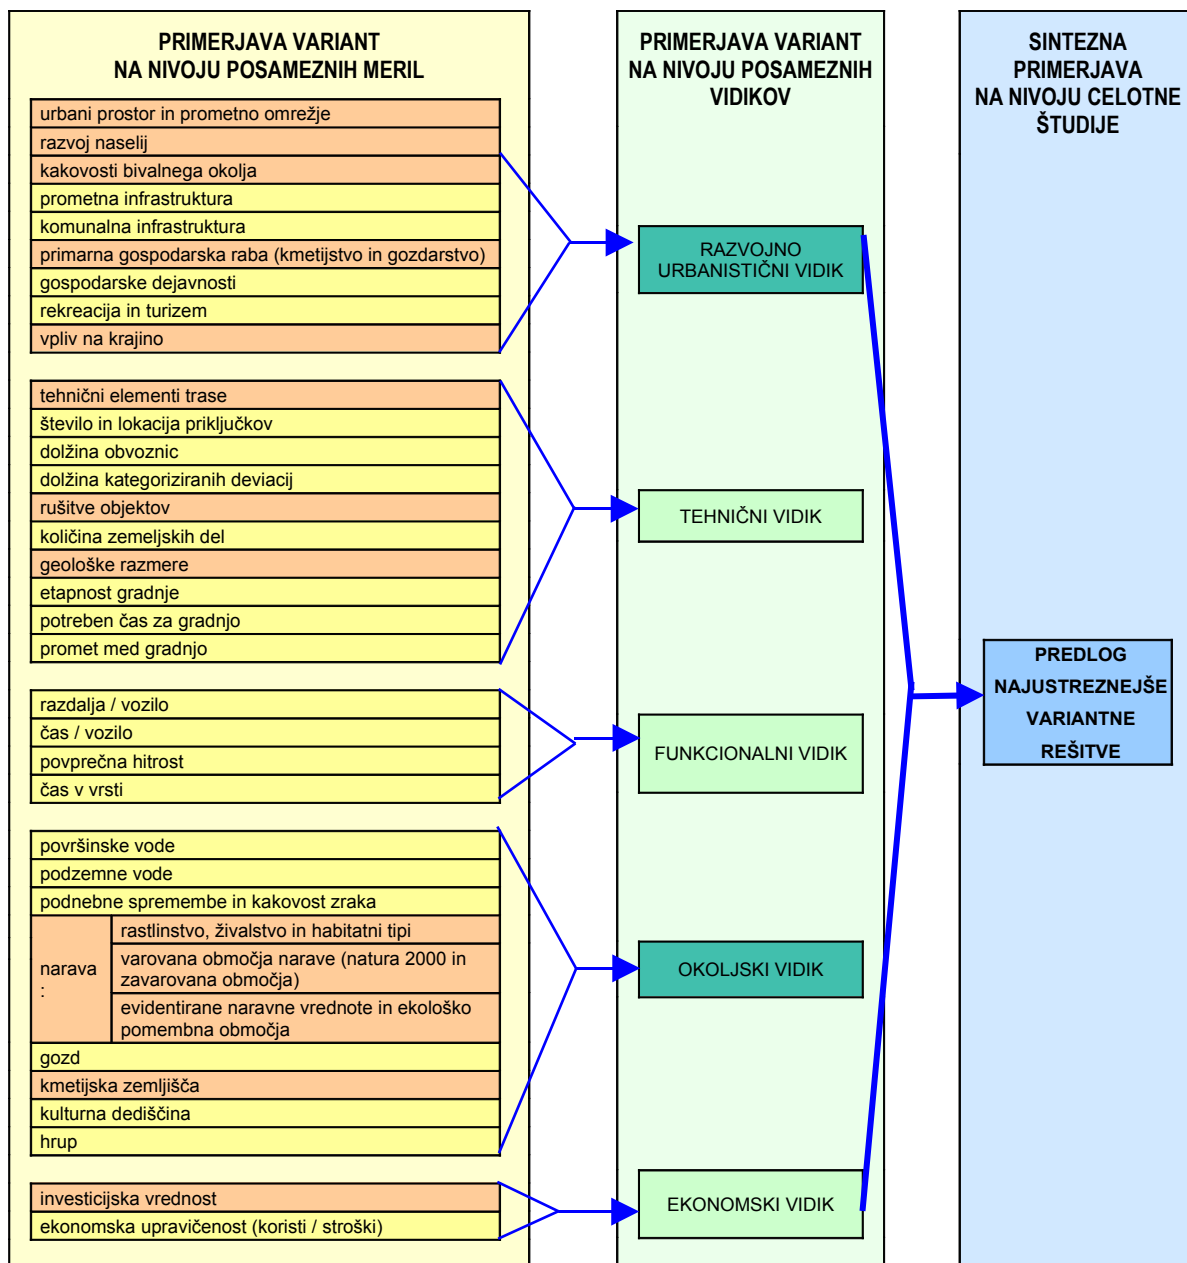 PRIMERJAVA VARIANT
NA NIVOJU POSAMEZNIH MERIL
urbani prostor in prometno omrežje
razvoj naselij
kakovosti bivalnega okolja
prometna infrastruktura
komunalna infrastruktura
primarna gospodarska raba (kmetijstvo in gozdarstvo)
gospodarske dejavnosti
rekreacija in turizem
vpliv na krajino
tehnični elementi trase
število in lokacija priključkov
dolžina obvoznic
dolžina kategoriziranih deviacij
rušitve objektov
količina zemeljskih del
geološke razmere
etapnost gradnje
potreben čas za gradnjo
promet med gradnjo
razdalja / vozilo
čas / vozilo
povprečna hitrost
čas v vrsti
površinske vode
podzemne vode
podnebne spremembe in kakovost zraka
narava
:
rastlinstvo, živalstvo in habitatni tipi
varovana območja narave (natura 2000 in
zavarovana območja)
evidentirane naravne vrednote in ekološko
pomembna območja
gozd
kmetijska zemljišča
kulturna dediščina
hrup
investicijska vrednost
ekonomska upravičenost (koristi / stroški)
PRIMERJAVA VARIANT
NA NIVOJU POSAMEZNIH
VIDIKOV
RAZVOJNO
URBANISTIČNI VIDIK
TEHNIČNI VIDIK
FUNKCIONALNI VIDIK
OKOLJSKI VIDIK
EKONOMSKI VIDIK
SINTEZNA
PRIMERJAVA
NA NIVOJU CELOTNE
ŠTUDIJE
PREDLOG
NAJUSTREZNEJŠE
VARIANTNE
REŠITVE